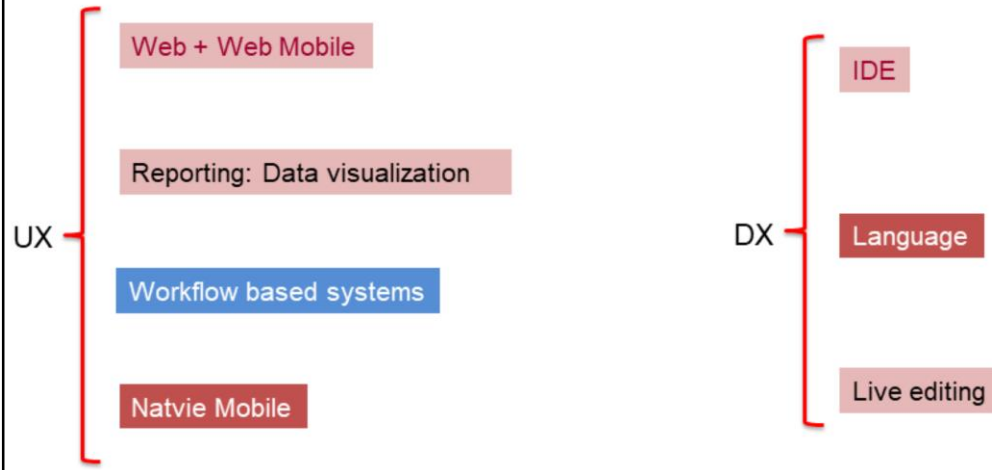 UX
Web + Web Mobile
Reporting: Data visualization
Workflow based systems
Natvie Mobile
DX
IDE
Language
Live editing